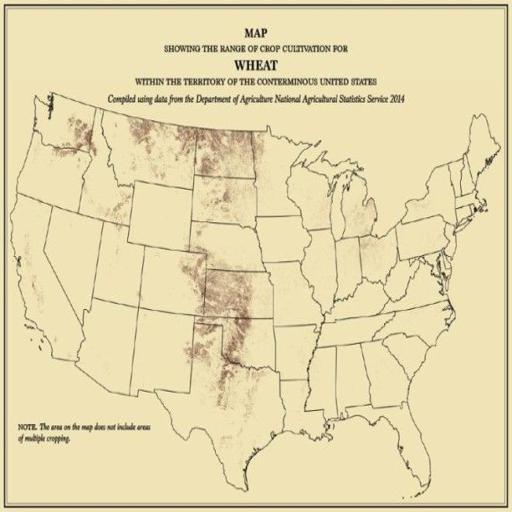 MAP
SHOWING THE RANGE OF CROP CULTIVATION FOR
WHEAT
WITHIN THE TERRITORY OF THE CONTERMINOUS UNITED STATES
Compiled using data from the Department of Agriculture National Agricultural Statistics Service 2014
NOTE. The area on the map does not include areas
of multiple cropping.